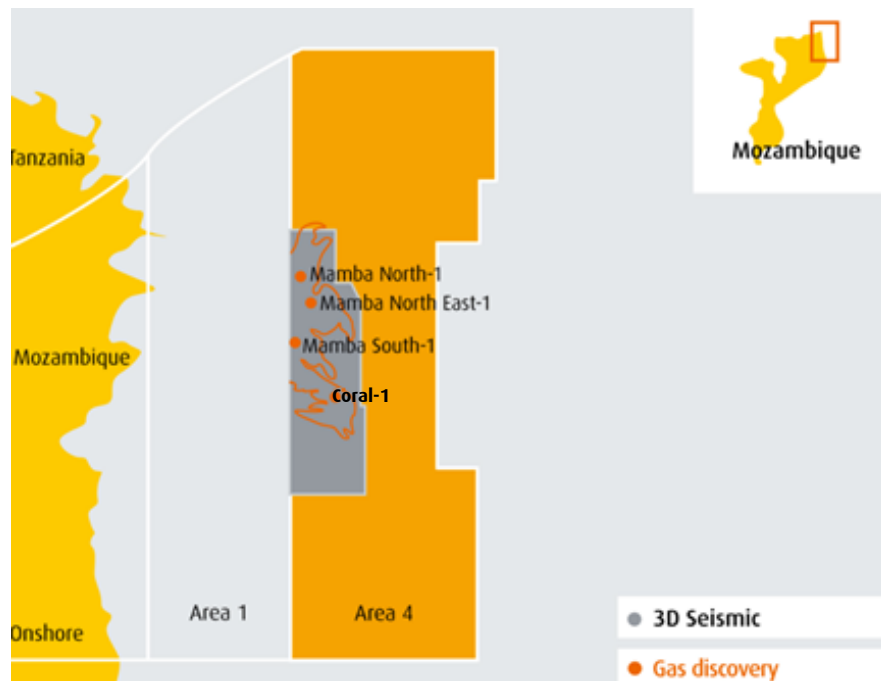 Tanzania
Mozambique
Mamba North-1
Mamba North East-1
Mozambique
Mamba South-1
Coral-1
Area 1
Area 4
Onshore
3D Seismic
Gas discovery